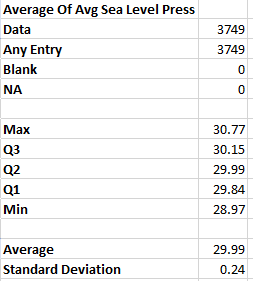 Average Of Avg Sea Level Press
Data 3749
Any Entry 3749
Blank 0
NA 0
Max 30.77
Q3 30.15
Q2 29.99
Q1 29.84
Min 28.97
Average 29.99
Standard Deviation 0.24